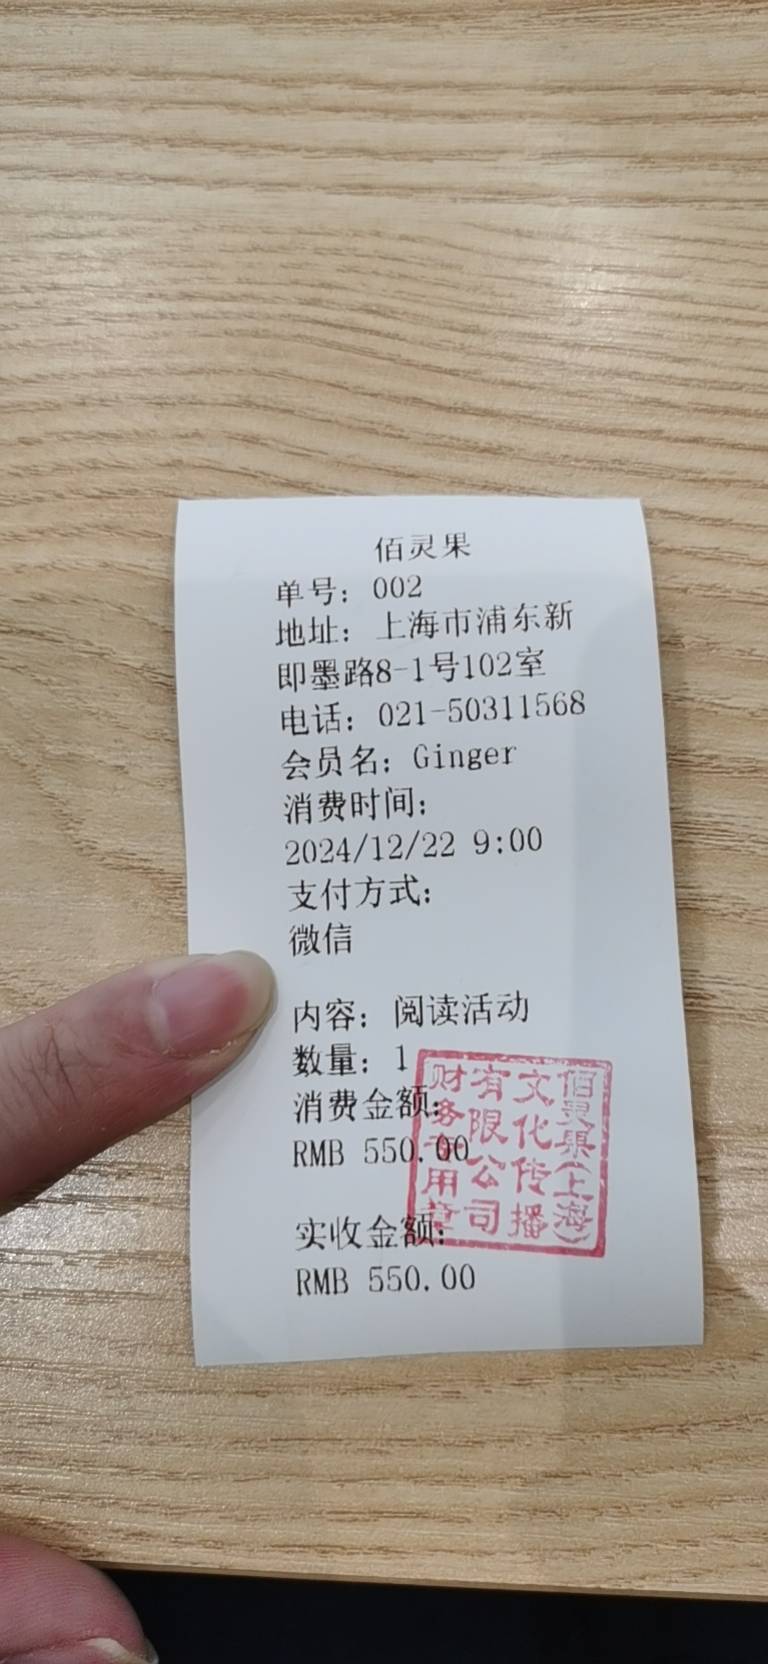 佰灵果
单号：002
地址：上海市浦东新
即墨路8-1号102室
电话：021-50311568
会员名：Ginger
消费时间：
2024/12/22 9:00
支付方式：
微信
内容：阅读活动
数量：1
消费金额：
RMB 550.00
实收金额：
RMB 550.00
佰灵果(上海)
文化传播
有限公司
财务专用章